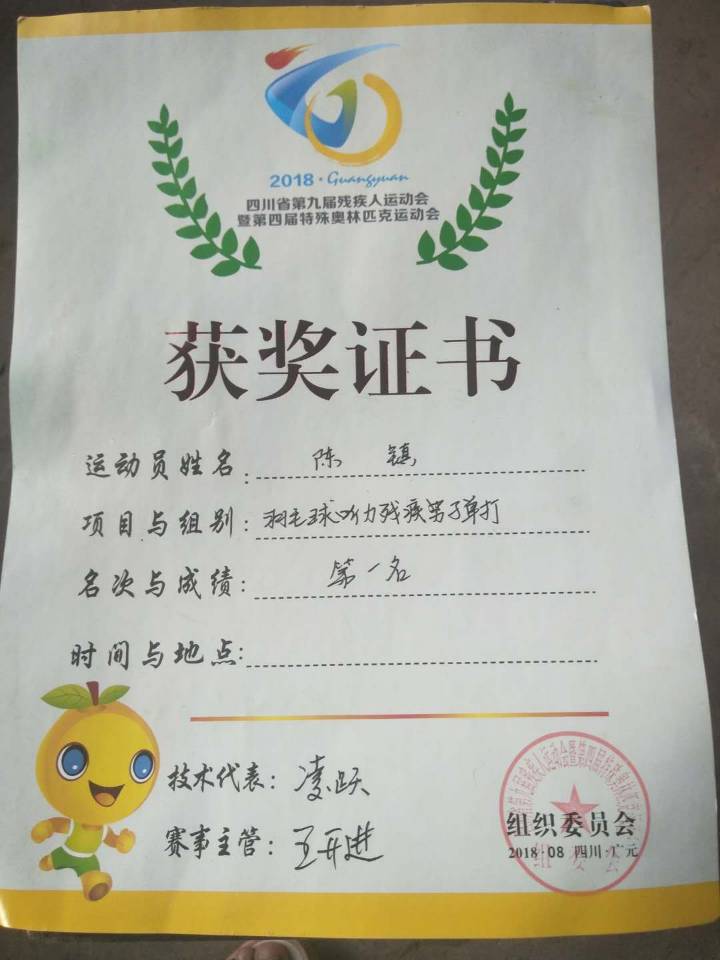 2018·Guangyuan
四川省第九届残疾人运动会
暨第四届特殊奥林匹克运动会
获奖证书
运动员姓名: 陈镇
项目与组别: 羽毛球听力残疾男子单打
名次与成绩: 第一名
时间与地点:
技术代表: 凌跃
赛事主管: 王开进
组织委员会
2018·08 四川·广元
组委会